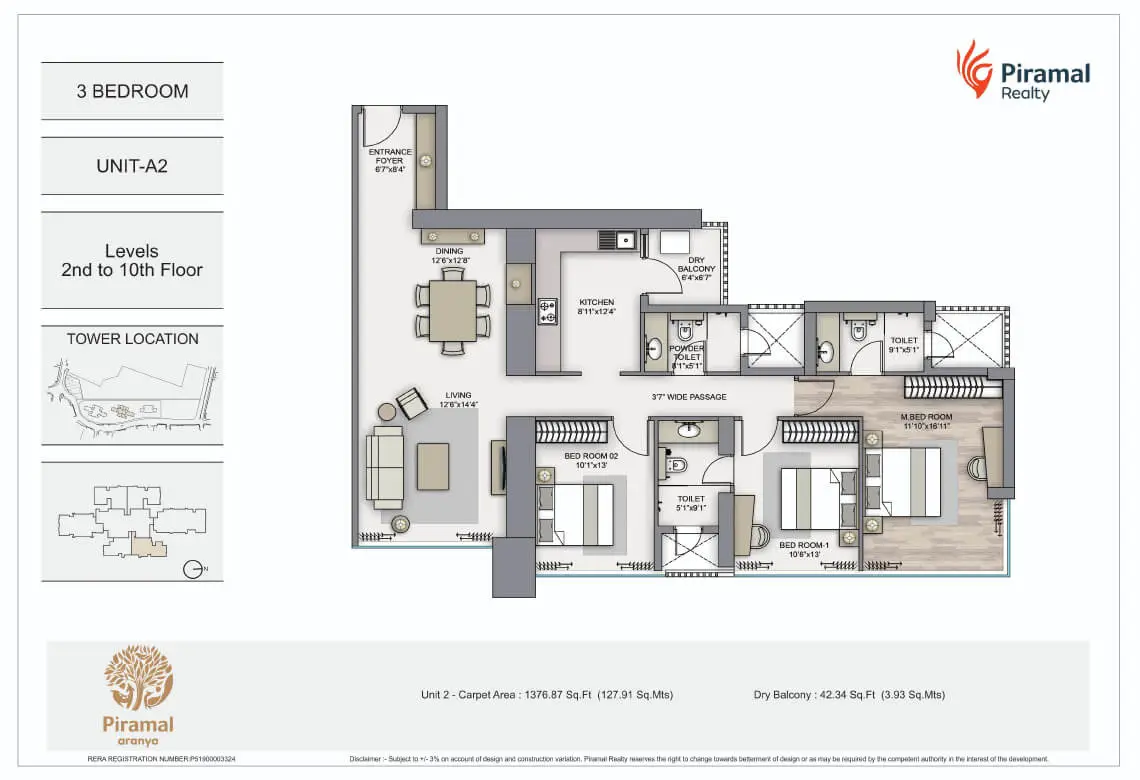 3 BEDROOM
UNIT-A2
Levels
2nd to 10th Floor
TOWER LOCATION
N
Piramal
Realty
ENTRANCE
FOYER
6'7"x8'4"
DINING
12'6"x12'8"
KITCHEN
8'11"x12'4"
DRY
BALCONY
6'4"x6'7"
POWDER
TOILET
8'1"x5'1"
TOILET
9'1"x5'1"
LIVING
12'6"x14'4"
3'7" WIDE PASSAGE
M.BED ROOM
11'10"x16'11"
BED ROOM 02
10'1"x13'
TOILET
5'1"x9'1"
BED ROOM-1
10'6"x13'
Piramal
aranya
Unit 2 - Carpet Area : 1376.87 Sq.Ft (127.91 Sq.Mts)
Dry Balcony : 42.34 Sq.Ft (3.93 Sq.Mts)
RERA REGISTRATION NUMBER:P51900003324
Disclaimer :- Subject to +/- 3% on account of design and construction variation. Piramal Realty reserves the right to change towards betterment of design or as may be required by the competent authority in the interest of the development.